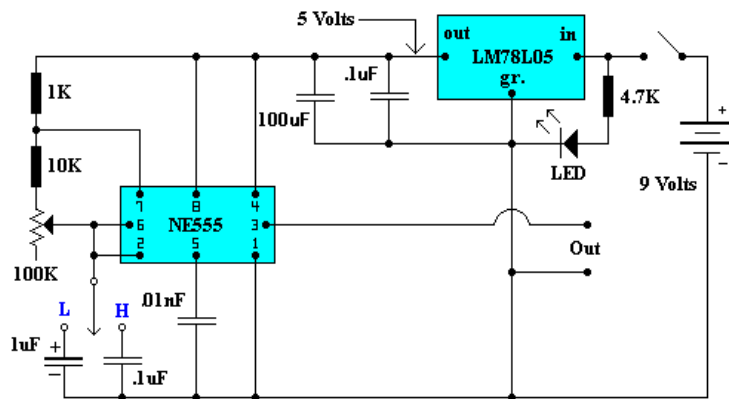 5 Volts
out
in
LM78L05
gr.
1K
.1uF
100uF
4.7K
+
−
LED
9 Volts
10K
7
8
4
6
NE555
3
2
5
1
100K
Out
.01nF
L
H
1uF
+
−
.1uF